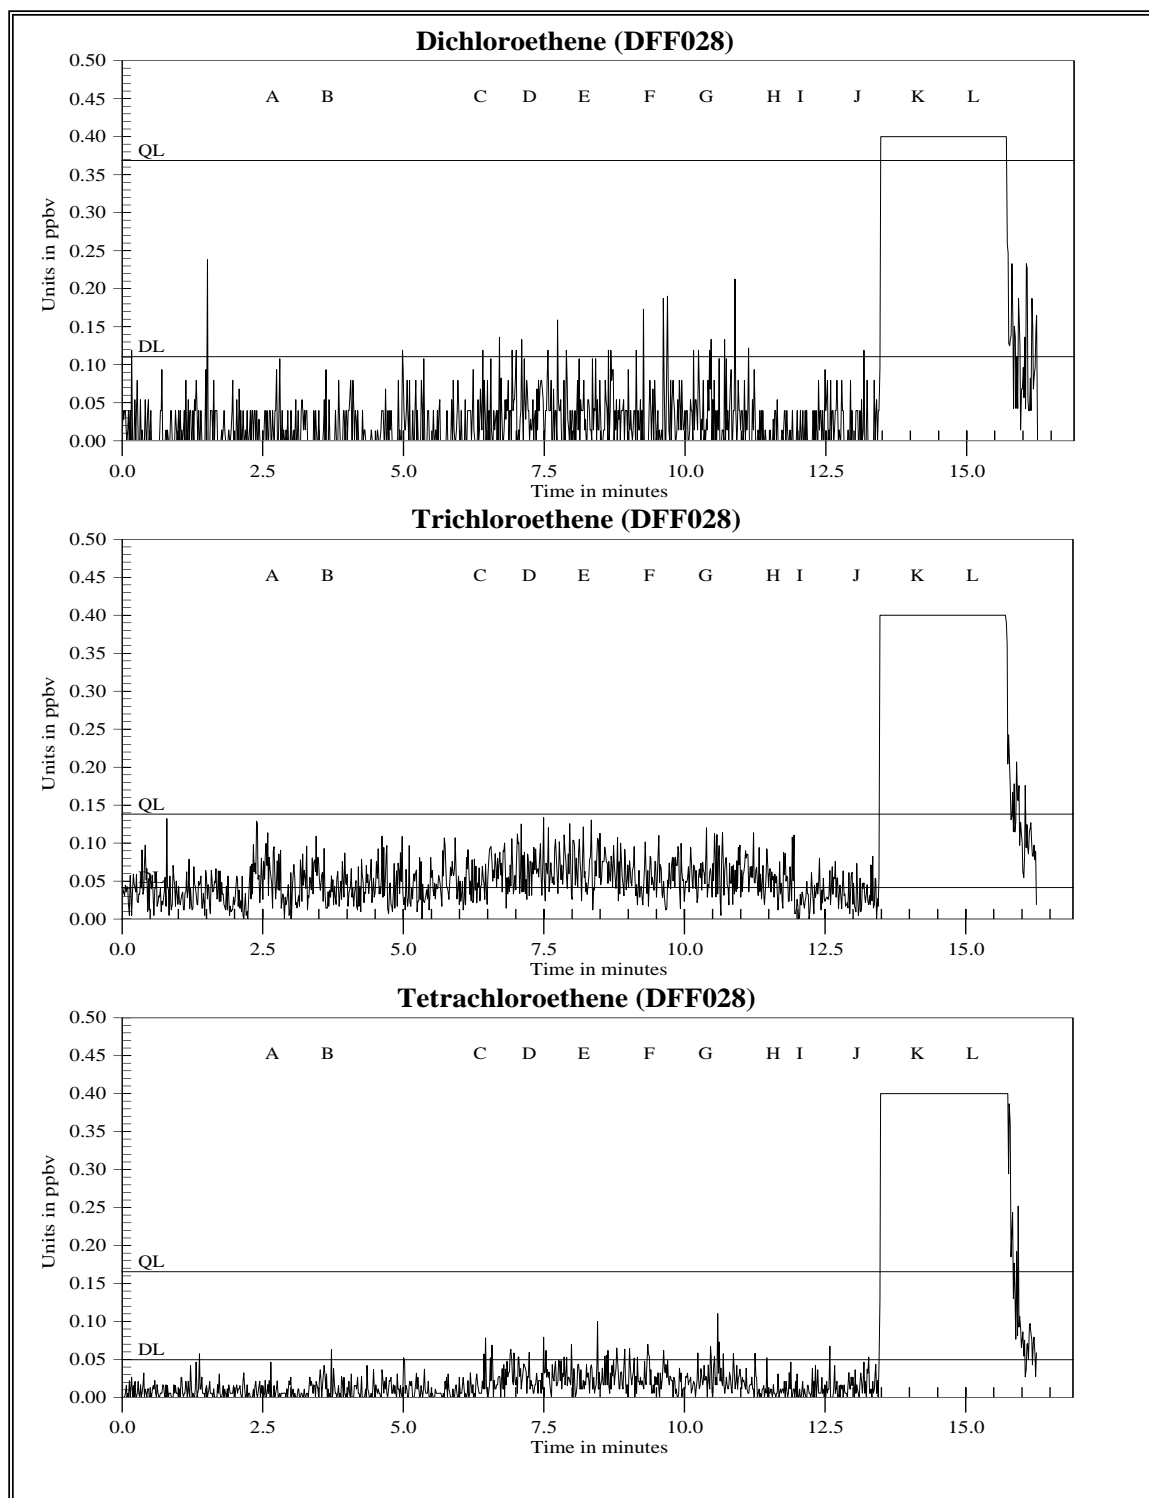 Dichloroethene (DFF028)
0.50
A B C D E F G H I J K L
0.45
0.40
QL
0.35
0.30
Units in ppbv
0.25
0.20
0.15
DL
0.10
0.05
0.00
0.0 2.5 5.0 7.5 10.0 12.5 15.0
Time in minutes
Trichloroethene (DFF028)
0.50
A B C D E F G H I J K L
0.45
0.40
0.35
0.30
Units in ppbv
0.25
0.20
QL
0.15
0.10
0.05
0.00
0.0 2.5 5.0 7.5 10.0 12.5 15.0
Time in minutes
Tetrachloroethene (DFF028)
0.50
A B C D E F G H I J K L
0.45
0.40
0.35
0.30
Units in ppbv
0.25
0.20
QL
0.15
0.10
DL
0.05
0.00
0.0 2.5 5.0 7.5 10.0 12.5 15.0
Time in minutes